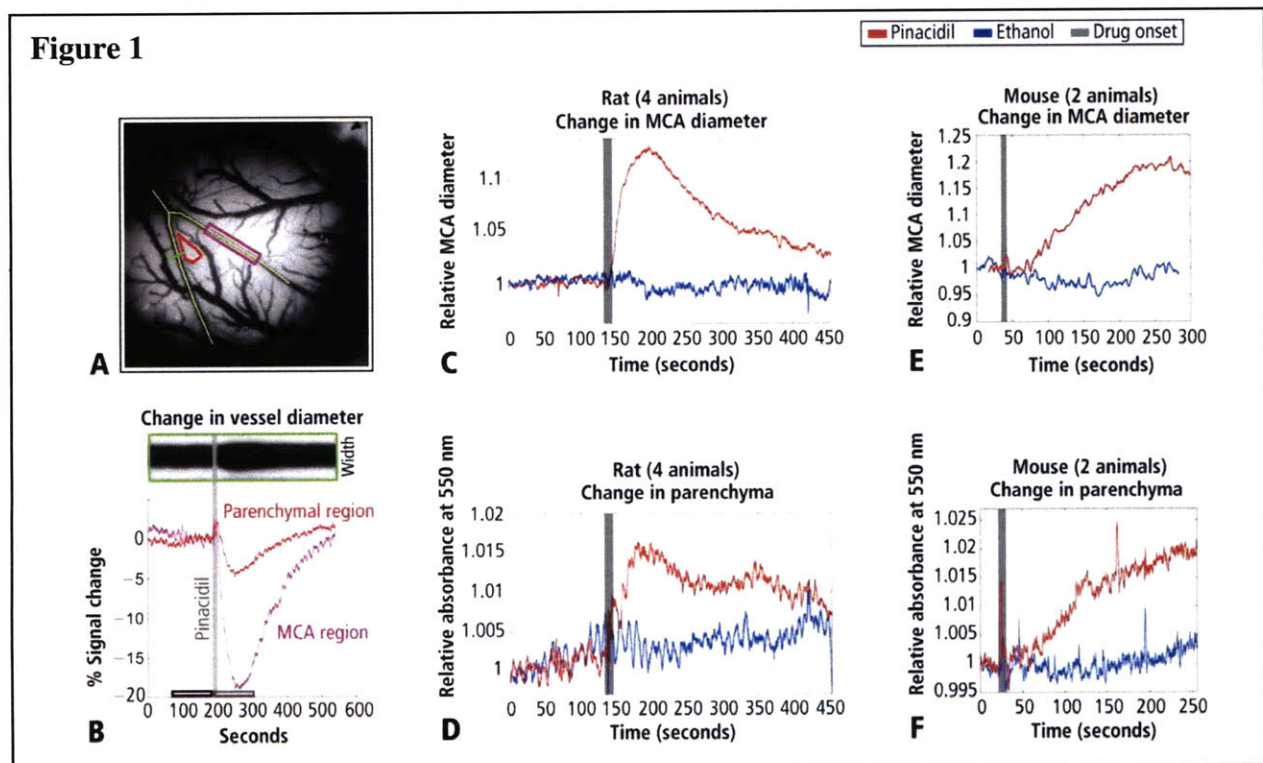 Figure 1
Pinacidil Ethanol Drug onset
A
Change in vessel diameter
Width
Parenchymal region
MCA region
Pinacidil
% Signal change
0
−5
−10
−15
−20
0 100 200 300 400 500 600
Seconds
B
Rat (4 animals)
Change in MCA diameter
Relative MCA diameter
1.1
1.05
1
0 50 100 150 200 250 300 350 400 450
Time (seconds)
C
Rat (4 animals)
Change in parenchyma
Relative absorbance at 550 nm
1.02
1.015
1.01
1.005
1
0 50 100 150 200 250 300 350 400 450
Time (seconds)
D
Mouse (2 animals)
Change in MCA diameter
Relative MCA diameter
1.25
1.2
1.15
1.1
1.05
1
0.95
0.9
0 50 100 150 200 250 300
Time (seconds)
E
Mouse (2 animals)
Change in parenchyma
Relative absorbance at 550 nm
1.025
1.02
1.015
1.01
1.005
1
0.995
0 50 100 150 200 250
Time (seconds)
F